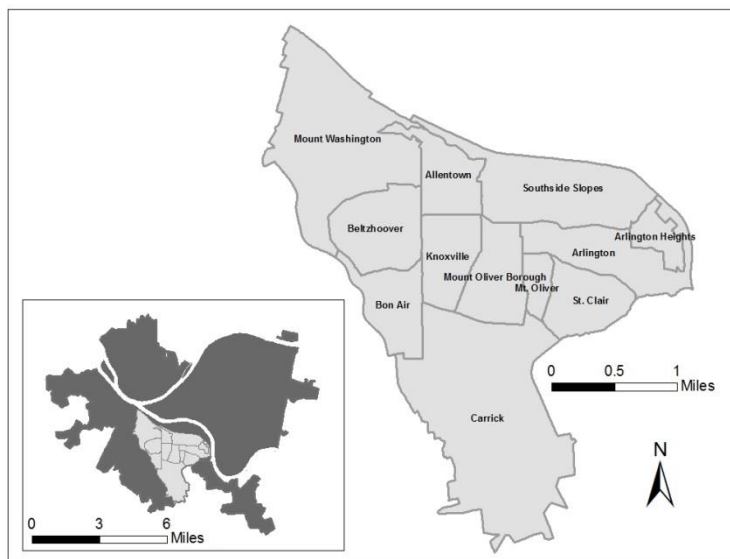 Mount Washington
Allentown
Southside Slopes
Beltzhoover
Arlington Heights
Knoxville
Arlington
Mount Oliver Borough
Mt. Oliver
Bon Air
St. Clair
0 0.5 1
Miles
Carrick
N
0 3 6
Miles